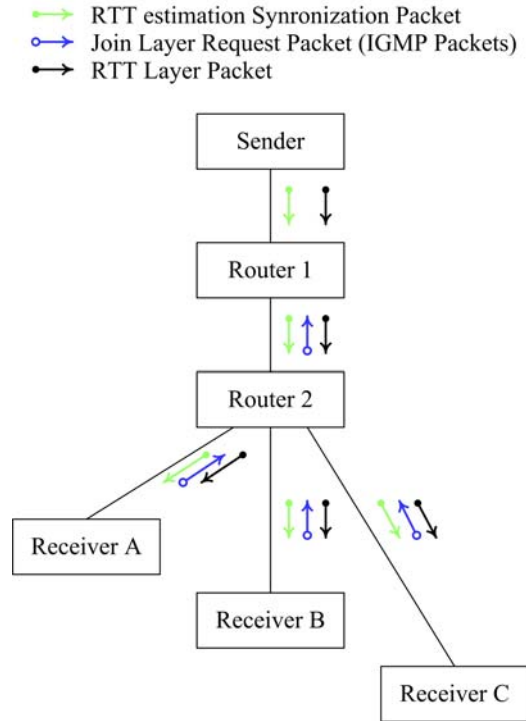 RTT estimation Synronization Packet
Join Layer Request Packet (IGMP Packets)
RTT Layer Packet
Sender
Router 1
Router 2
Receiver A
Receiver B
Receiver C